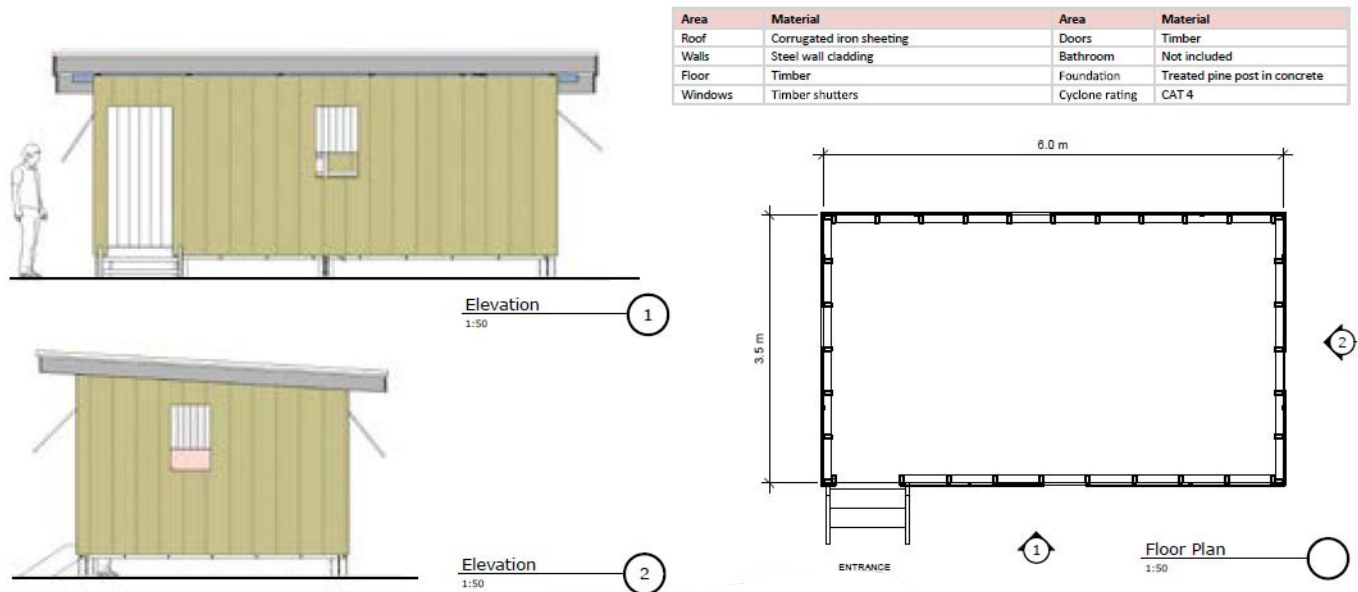 Area Material Area Material
Roof Corrugated iron sheeting Doors Timber
Walls Steel wall cladding Bathroom Not included
Floor Timber Foundation Treated pine post in concrete
Windows Timber shutters Cyclone rating CAT 4
6.0 m
3.5 m
Elevation
1:50
1
2
Elevation
1:50
2
1
ENTRANCE
Floor Plan
1:50